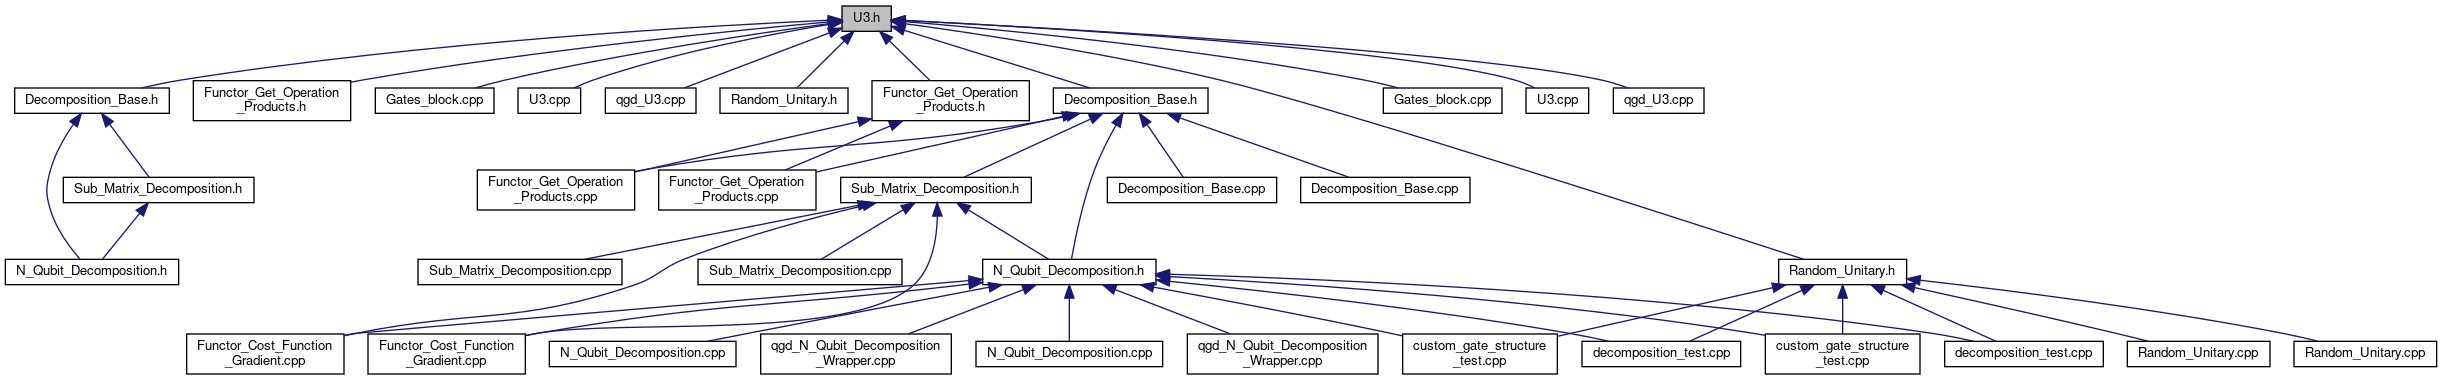 U3.h
Decomposition_Base.h
Functor_Get_Operation
_Products.h
Gates_block.cpp
U3.cpp
qgd_U3.cpp
Random_Unitary.h
Functor_Get_Operation
_Products.h
Decomposition_Base.h
Gates_block.cpp
U3.cpp
qgd_U3.cpp
Sub_Matrix_Decomposition.h
Functor_Get_Operation
_Products.cpp
Functor_Get_Operation
_Products.cpp
Sub_Matrix_Decomposition.h
Decomposition_Base.cpp
Decomposition_Base.cpp
N_Qubit_Decomposition.h
Sub_Matrix_Decomposition.cpp
Sub_Matrix_Decomposition.cpp
N_Qubit_Decomposition.h
Random_Unitary.h
Functor_Cost_Function
_Gradient.cpp
Functor_Cost_Function
_Gradient.cpp
N_Qubit_Decomposition.cpp
qgd_N_Qubit_Decomposition
_Wrapper.cpp
N_Qubit_Decomposition.cpp
qgd_N_Qubit_Decomposition
_Wrapper.cpp
custom_gate_structure
_test.cpp
decomposition_test.cpp
custom_gate_structure
_test.cpp
decomposition_test.cpp
Random_Unitary.cpp
Random_Unitary.cpp